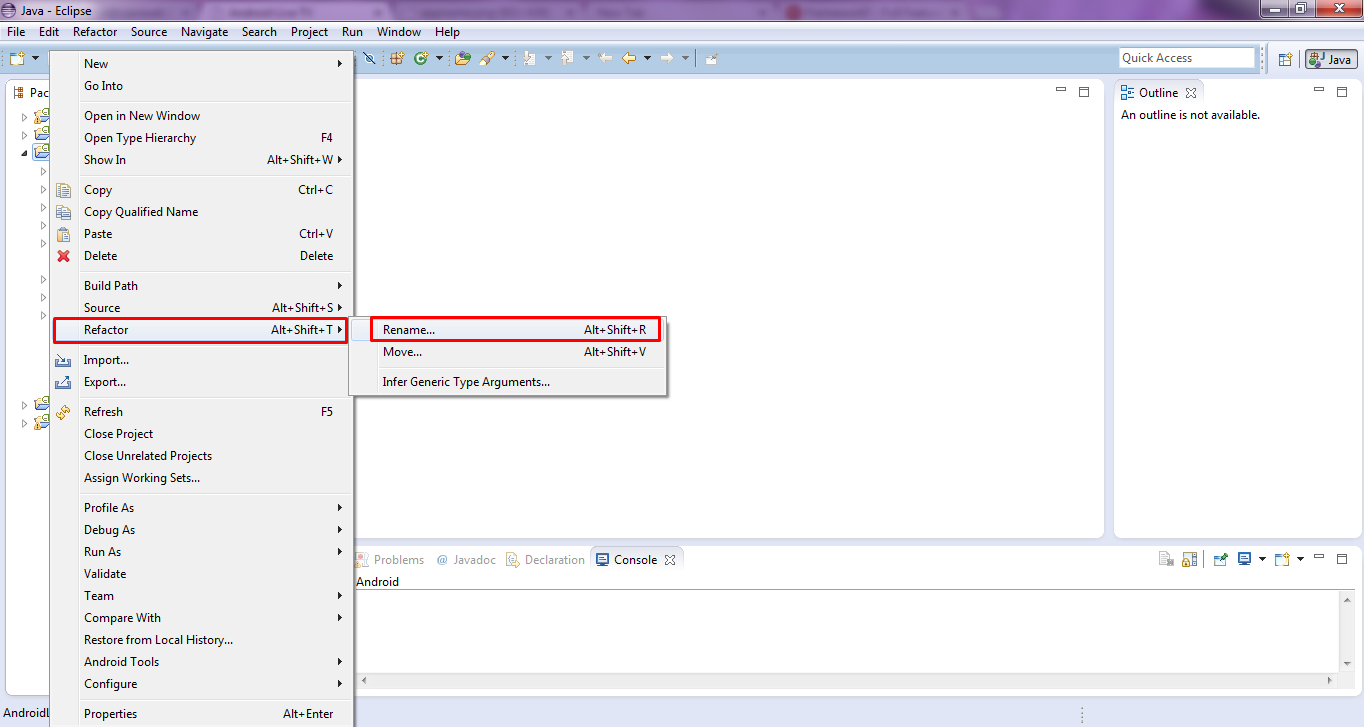 Java - Eclipse
File Edit Refactor Source Navigate Search Project Run Window Help
Quick Access
Java
Pac
New
Go Into
Open in New Window
Open Type Hierarchy F4
Show In Alt+Shift+W
Copy Ctrl+C
Copy Qualified Name
Paste Ctrl+V
Delete Delete
Build Path
Source Alt+Shift+S
Refactor Alt+Shift+T
Rename... Alt+Shift+R
Move... Alt+Shift+V
Infer Generic Type Arguments...
Import...
Export...
Refresh F5
Close Project
Close Unrelated Projects
Assign Working Sets...
Profile As
Debug As
Run As
Validate
Team
Compare With
Restore from Local History...
Android Tools
Configure
Properties Alt+Enter
Outline
An outline is not available.
Problems @ Javadoc Declaration Console
Android
AndroidL